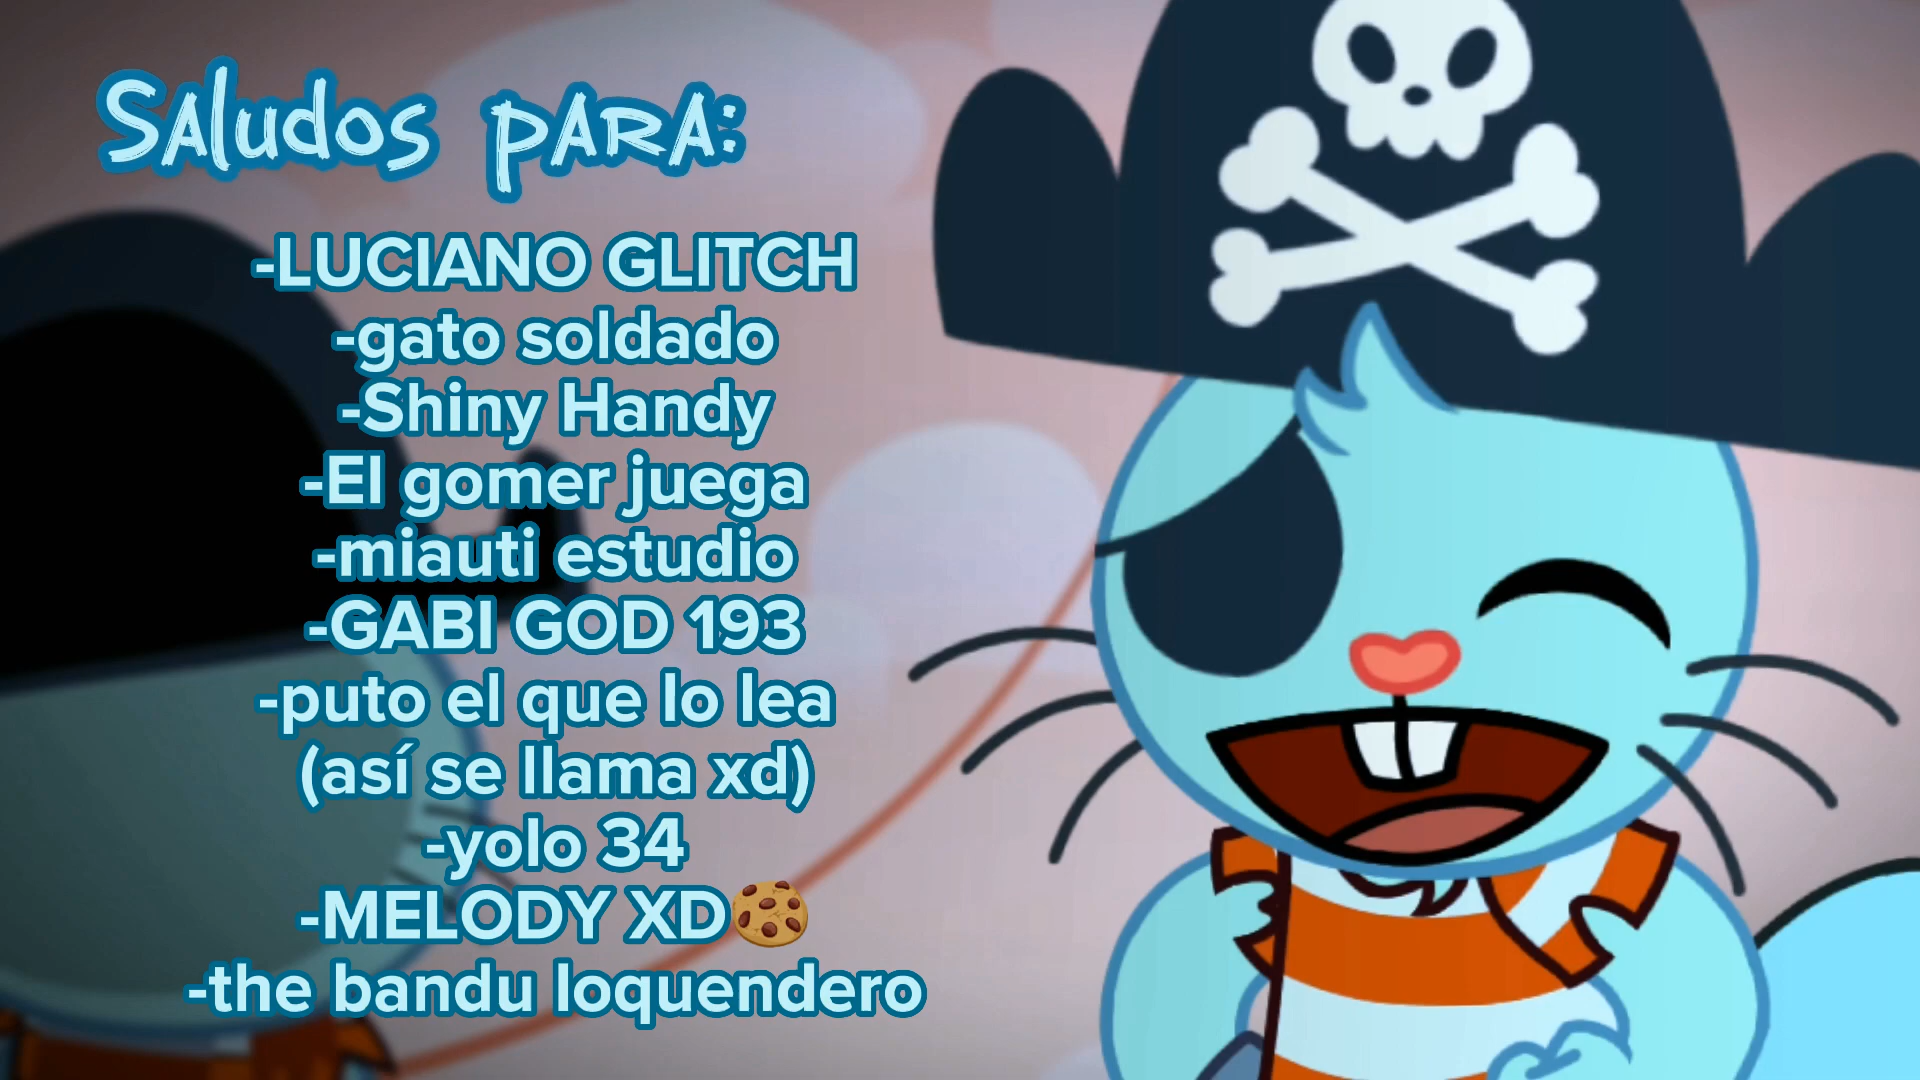 Saludos para:
-LUCIANO GLITCH
-gato soldado
-Shiny Handy
-El gomer juega
-miauti estudio
-GABI GOD 193
-puto el que lo lea
(así se llama xd)
-yolo 34
-MELODY XD🍪
-the bandu loquendero